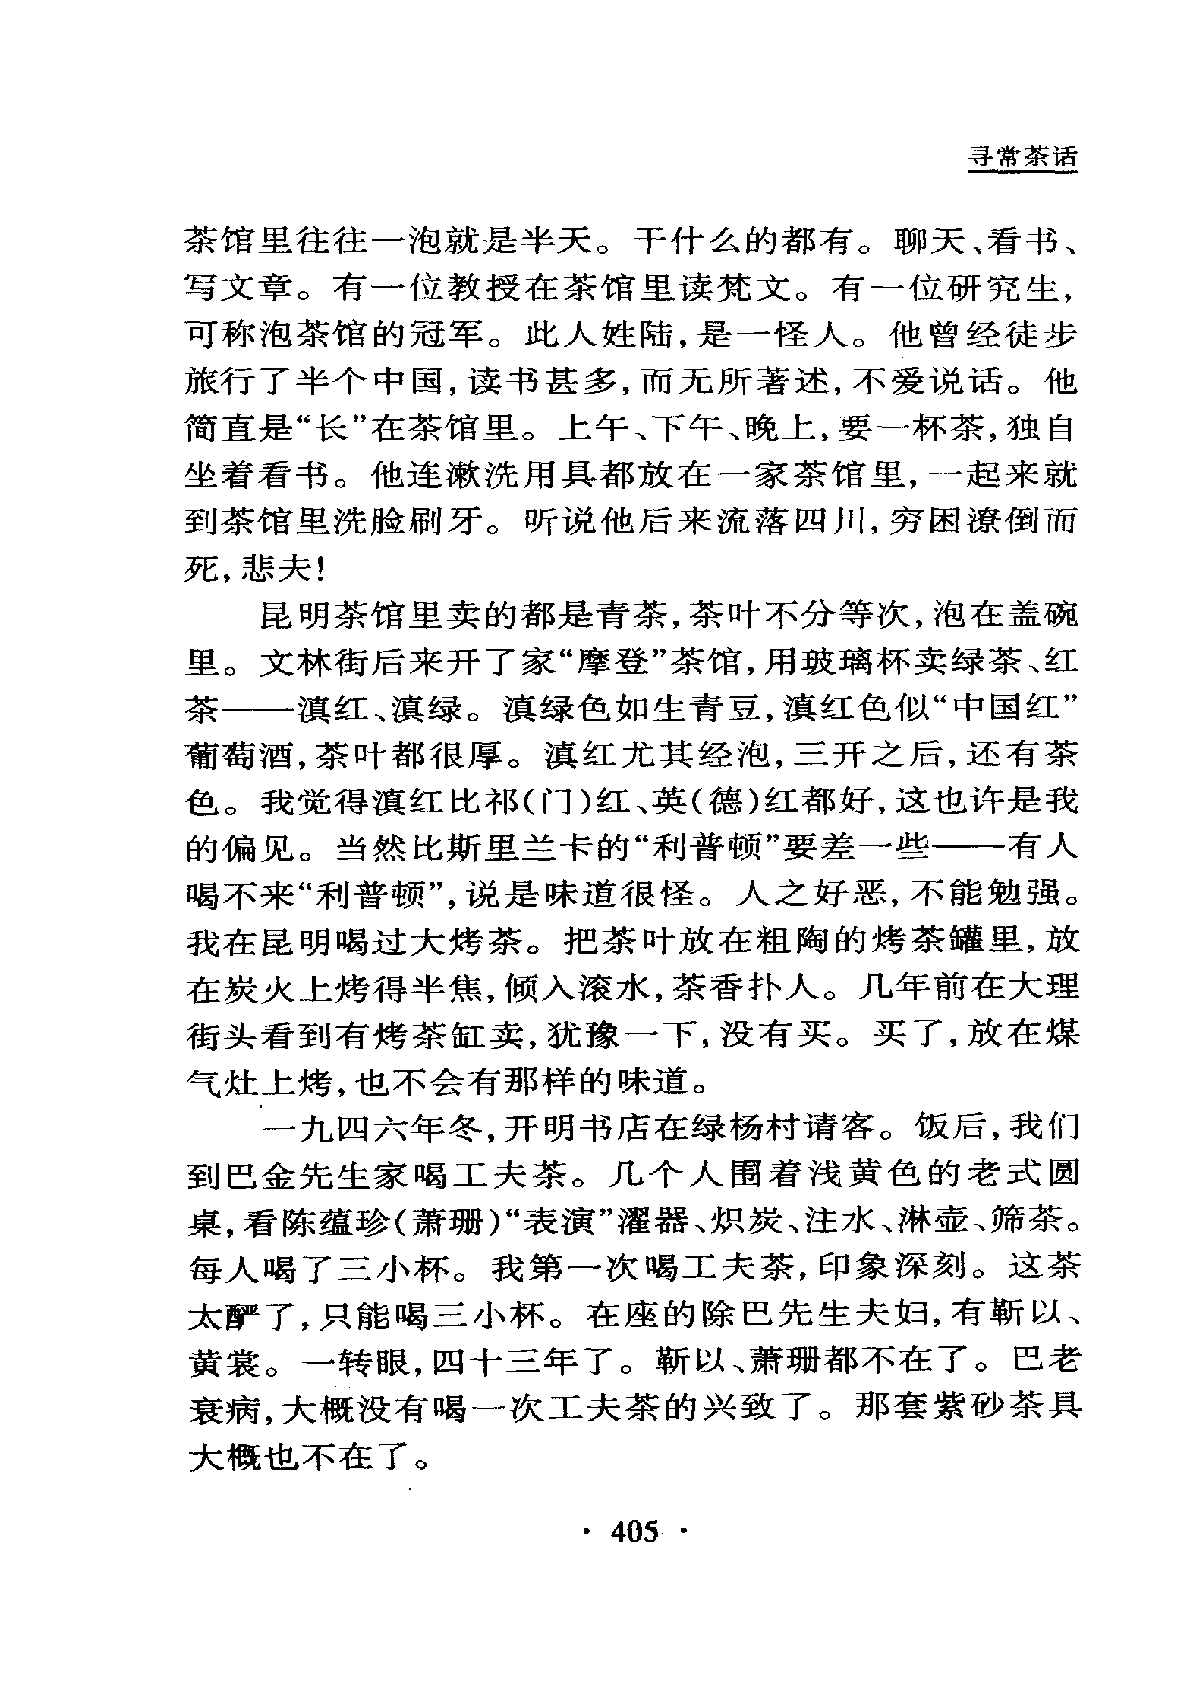 寻常茶话
茶馆里往往一泡就是半天。干什么的都有。聊天、看书、
写文章。有一位教授在茶馆里读梵文。有一位研究生，
可称泡茶馆的冠军。此人姓陆，是一怪人。他曾经徒步
旅行了半个中国，读书甚多，而无所著述，不爱说话。他
简直是“长”在茶馆里。上午、下午、晚上，要一杯茶，独自
坐着看书。他连漱洗用具都放在一家茶馆里，一起来就
到茶馆里洗脸刷牙。听说他后来流落四川，穷困潦倒而
死，悲夫！
昆明茶馆里卖的都是青茶，茶叶不分等次，泡在盖碗
里。文林街后来开了家“摩登”茶馆，用玻璃杯卖绿茶、红
茶——滇红、滇绿。滇绿色如生青豆，滇红色似“中国红”
葡萄酒，茶叶都很厚。滇红尤其经泡，三开之后，还有茶
色。我觉得滇红比祁(门)红、英(德)红都好，这也许是我
的偏见。当然比斯里兰卡的“利普顿”要差一些——有人
喝不来“利普顿”，说是味道很怪。人之好恶，不能勉强。
我在昆明喝过大烤茶。把茶叶放在粗陶的烤茶罐里，放
在炭火上烤得半焦，倾入滚水，茶香扑人。几年前在大理
街头看到有烤茶缸卖，犹豫一下，没有买。买了，放在煤
气灶上烤，也不会有那样的味道。
一九四六年冬，开明书店在绿杨村请客。饭后，我们
到巴金先生家喝工夫茶。几个人围着浅黄色的老式圆
桌，看陈蕴珍(萧珊)“表演”濯器、炽炭、注水、淋壶、筛茶。
每人喝了三小杯。我第一次喝工夫茶，印象深刻。这茶
太酽了，只能喝三小杯。在座的除巴先生夫妇，有靳以、
黄裳。一转眼，四十三年了。靳以、萧珊都不在了。巴老
衰病，大概没有喝一次工夫茶的兴致了。那套紫砂茶具
大概也不在了。
· 405 ·